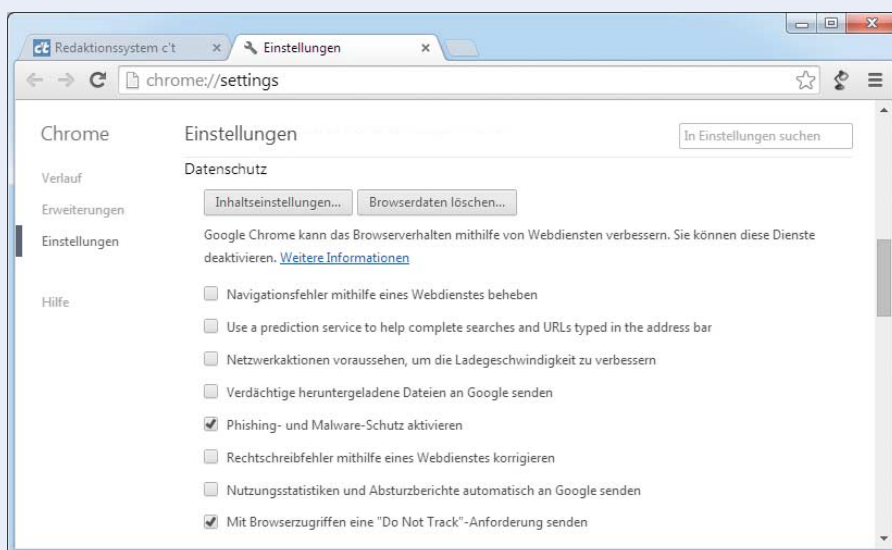 c't Redaktionssystem c't
Einstellungen
chrome://settings
Chrome
Einstellungen
In Einstellungen suchen
Verlauf
Erweiterungen
Einstellungen
Hilfe
Datenschutz
Inhaltseinstellungen... Browserdaten löschen...
Google Chrome kann das Browserverhalten mithilfe von Webdiensten verbessern. Sie können diese Dienste
deaktivieren. Weitere Informationen
Navigationsfehler mithilfe eines Webdienstes beheben
Use a prediction service to help complete searches and URLs typed in the address bar
Netzwerkaktionen voraussehen, um die Ladegeschwindigkeit zu verbessern
Verdächtige heruntergeladene Dateien an Google senden
Phishing- und Malware-Schutz aktivieren
Rechtschreibfehler mithilfe eines Webdienstes korrigieren
Nutzungsstatistiken und Absturzberichte automatisch an Google senden
Mit Browserzugriffen eine "Do Not Track"-Anforderung senden